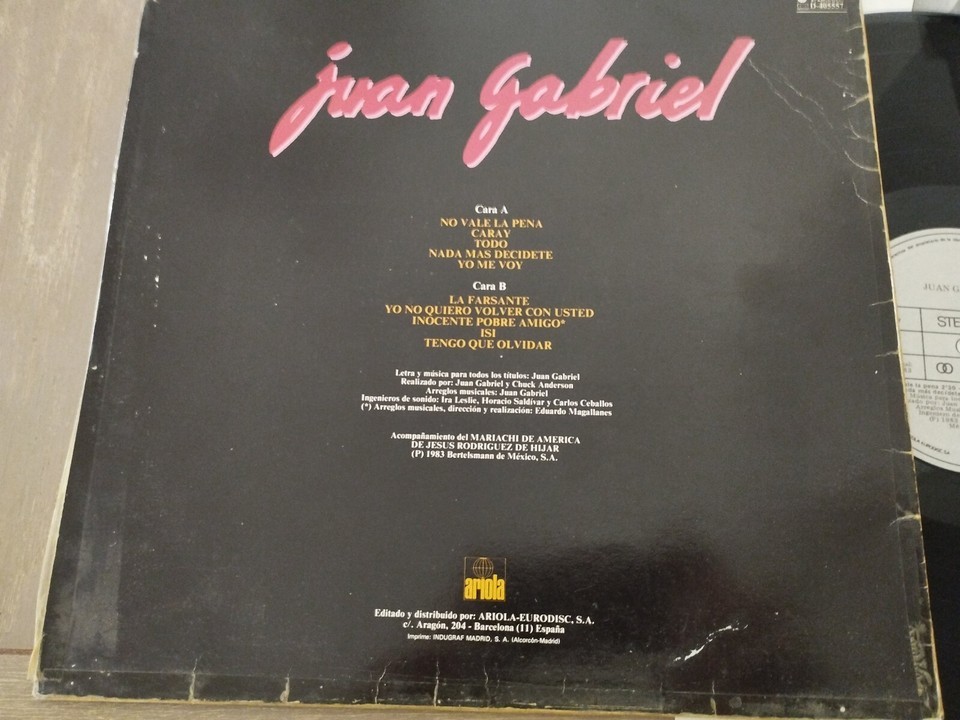 juan Gabriel
Cara A
NO VALE LA PENA
CARAY
TODO
NADA MAS DECIDETE
YO ME VOY
Cara B
LA FARSANTE
YO NO QUIERO VOLVER CON USTED
INOCENTE POBRE AMIGO*
ISI
TENGO QUE OLVIDAR
Letra y música para todos los títulos: Juan Gabriel
Realizado por: Juan Gabriel y Chuck Anderson
Arreglos musicales: Juan Gabriel
Ingenieros de sonido: Ira Leslie, Horacio Saldívar y Carlos Ceballos
(*) Arreglos musicales, dirección y realización: Eduardo Magallanes
Acompañamiento del MARIACHI DE AMERICA
DE JESUS RODRIGUEZ DE HIJAR
(P) 1983 Bertelsmann de México, S.A.
ariola
Editado y distribuido por: ARIOLA-EURODISC, S.A.
c/. Aragón, 204 - Barcelona (11) España
Imprime: INDUGRAF MADRID, S. A. (Alcorcón-Madrid)
JUAN G
STE